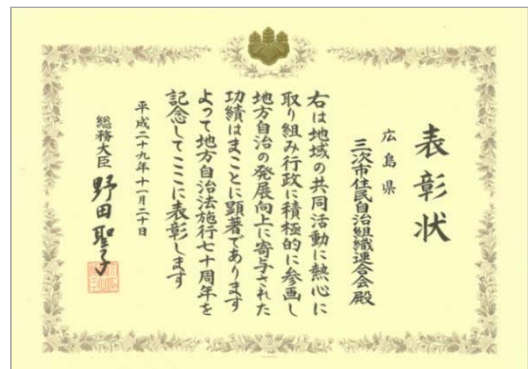 表彰状
広島県
三次市住民自治組織連合会殿
右は地域の共同活動に熱心に
取り組み行政に積極的に参画し
地方自治の発展向上に寄与された
功績はまことに顕著であります
よって地方自治法施行七十周年を
記念してここに表彰します
平成二十九年十一月二十日
総務大臣 野田聖子